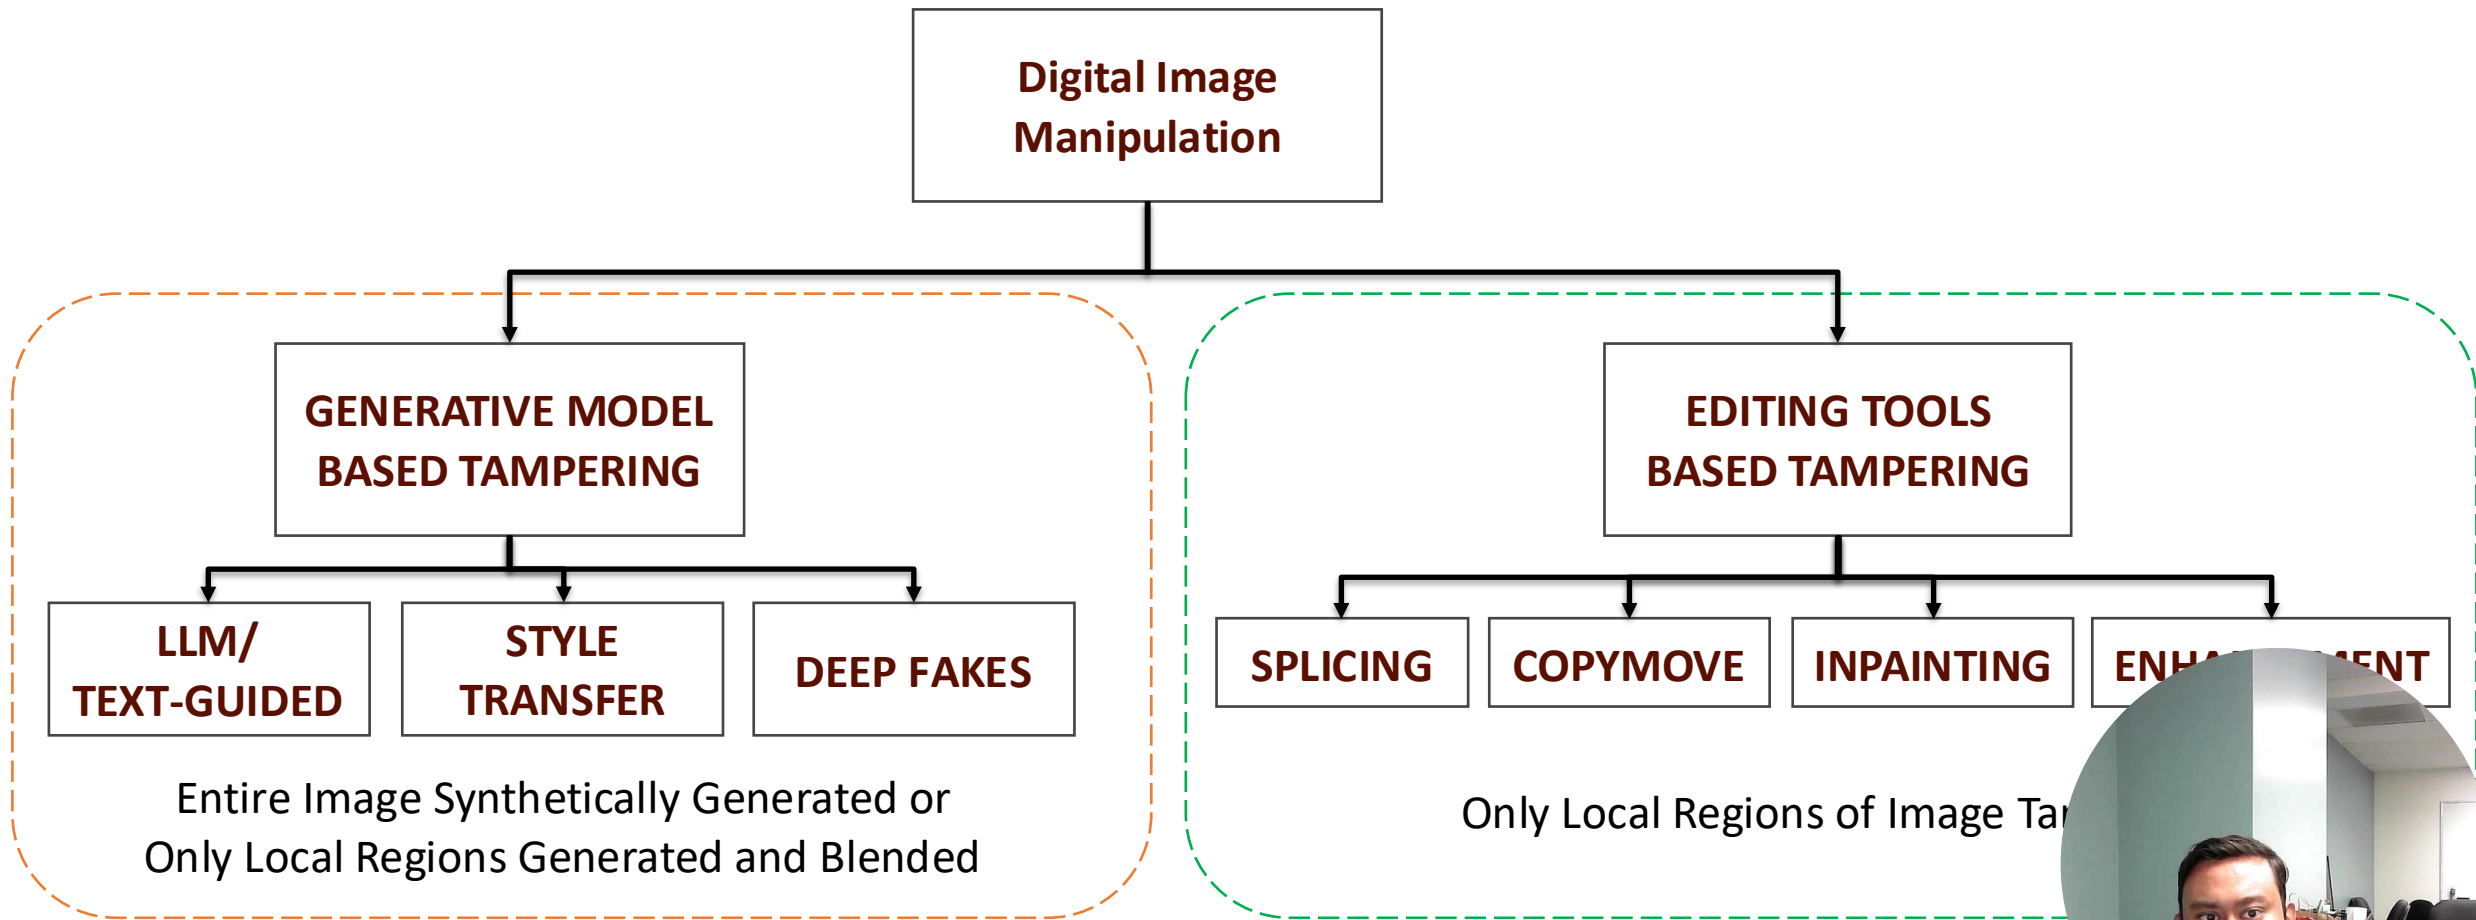 Digital Image
Manipulation
GENERATIVE MODEL
BASED TAMPERING
EDITING TOOLS
BASED TAMPERING
LLM/
TEXT-GUIDED
STYLE
TRANSFER
DEEP FAKES
SPLICING
COPYMOVE
INPAINTING
Entire Image Synthetically Generated or
Only Local Regions Generated and Blended
Only Local Regions of Image